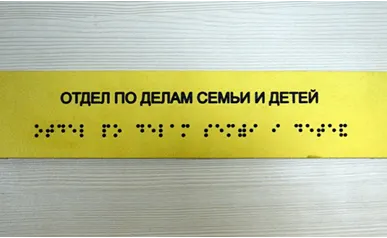 ОТДЕЛ ПО ДЕЛАМ СЕМЬИ И ДЕТЕЙ
⠕⠞⠙⠑⠇ ⠏⠕ ⠙⠑⠇⠁⠍ ⠎⠑⠍⠾⠊ ⠊ ⠙⠑⠞⠑⠯